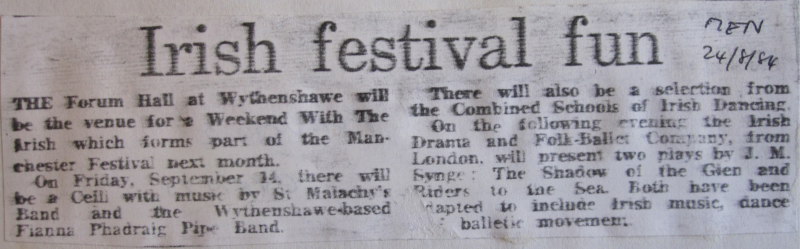 Irish festival fun
MEN
24/8/84
THE Forum Hall at Wythenshawe will
be the venue for a Weekend With The
Irish which forms part of the Man-
chester Festival next month.
On Friday, September 14, there will
be a Ceili with music by St Malachy's
Band and the Wythenshawe-based
Fianna Phadraig Pipe Band.
There will also be a selection from
the Combined Schools of Irish Dancing.
On the following evening the Irish
Drama and Folk-Ballet Company, from
London, will present two plays by J. M.
Synge: The Shadow of the Glen and
Riders to the Sea. Both have been
dapted to include Irish music, dance
balletic movement.